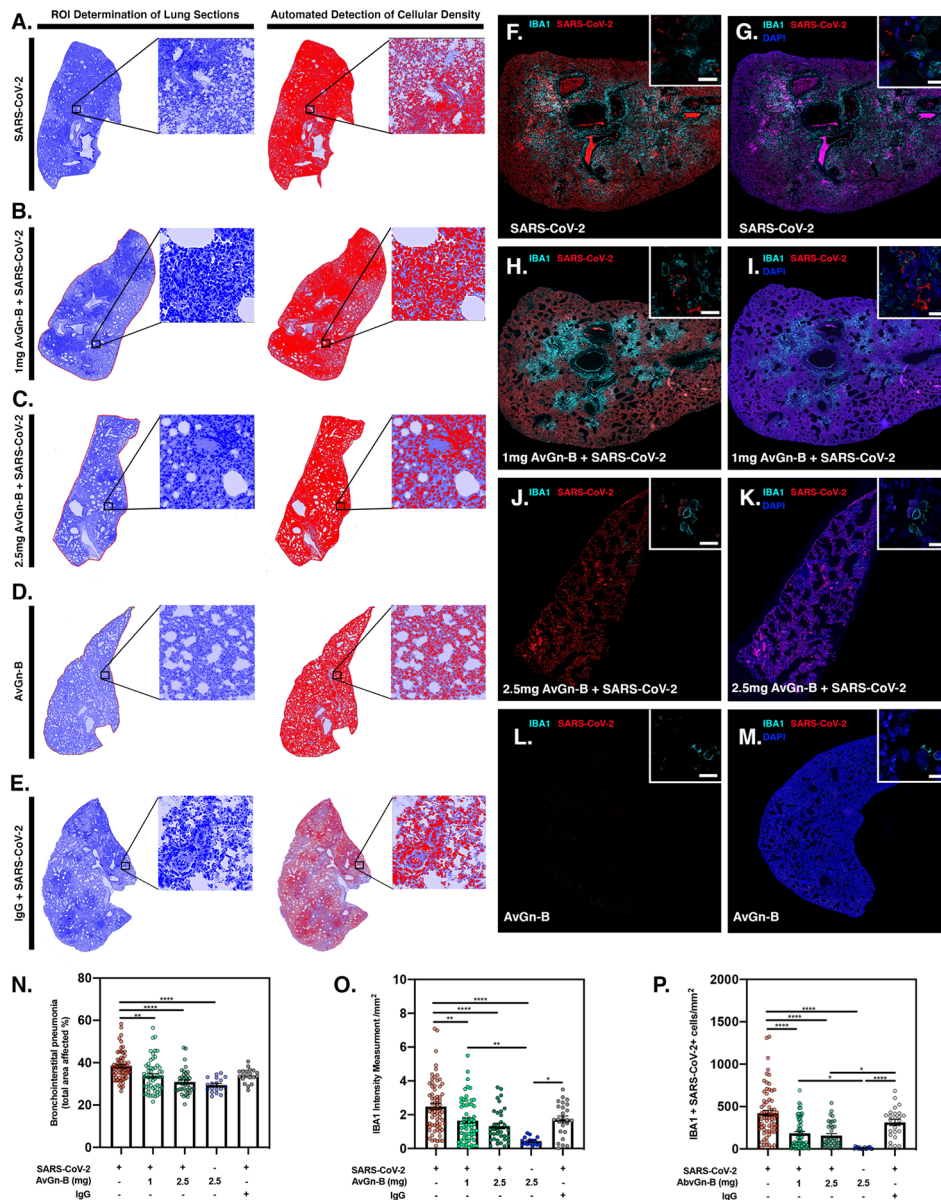 ROI Determination of Lung Sections
Automated Detection of Cellular Density
A.
SARS-CoV-2
B.
1mg AvGn-B + SARS-CoV-2
C.
2.5mg AvGn-B + SARS-CoV-2
D.
AvGn-B
E.
IgG + SARS-CoV-2
F.
IBA1 SARS-CoV-2
SARS-CoV-2
G.
IBA1 SARS-CoV-2
DAPI
SARS-CoV-2
H.
IBA1 SARS-CoV-2
1mg AvGn-B + SARS-CoV-2
I.
IBA1 SARS-CoV-2
DAPI
1mg AvGn-B + SARS-CoV-2
J.
IBA1 SARS-CoV-2
2.5mg AvGn-B + SARS-CoV-2
K.
IBA1 SARS-CoV-2
DAPI
2.5mg AvGn-B + SARS-CoV-2
L.
IBA1 SARS-CoV-2
AvGn-B
M.
IBA1 SARS-CoV-2
DAPI
AvGn-B
N.
Bronchointerstital pneumonia
(total area affected %)
80
60
40
20
0
****
****
**
SARS-CoV-2 + + + - +
AvGn-B (mg) - 1 2.5 2.5 -
IgG - - - - +
O.
IBA1 Intensity Measurment /mm²
10
8
6
4
2
0
****
****
**
**
*
SARS-CoV-2 + + + - +
AvGn-B (mg) - 1 2.5 2.5 -
IgG - - - - +
P.
IBA1 + SARS-CoV-2+ cells/mm²
2000
1500
1000
500
0
****
****
****
*
*
****
SARS-CoV-2 + + + - +
AbvGn-B (mg) - 1 2.5 2.5 -
IgG - - - - +